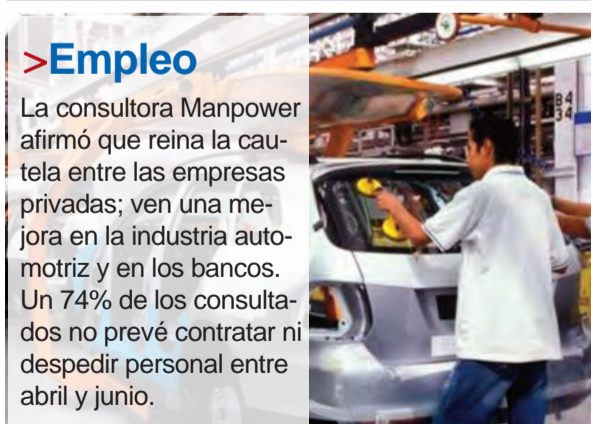 >Empleo
La consultora Manpower
afirmó que reina la cau-
tela entre las empresas
privadas; ven una me-
jora en la industria auto-
motriz y en los bancos.
Un 74% de los consulta-
dos no prevé contratar ni
despedir personal entre
abril y junio.
B4
34